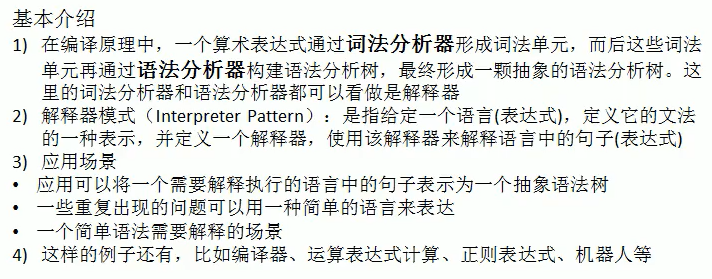 基本介绍
1) 在编译原理中，一个算术表达式通过词法分析器形成词法单元，而后这些词法
单元再通过语法分析器构建语法分析树，最终形成一颗抽象的语法分析树。这
里的词法分析器和语法分析器都可以看做是解释器
2) 解释器模式（Interpreter Pattern）：是指给定一个语言(表达式)，定义它的文法
的一种表示，并定义一个解释器，使用该解释器来解释语言中的句子(表达式)
3) 应用场景
• 应用可以将一个需要解释执行的语言中的句子表示为一个抽象语法树
• 一些重复出现的问题可以用一种简单的语言来表达
• 一个简单语法需要解释的场景
4) 这样的例子还有，比如编译器、运算表达式计算、正则表达式、机器人等